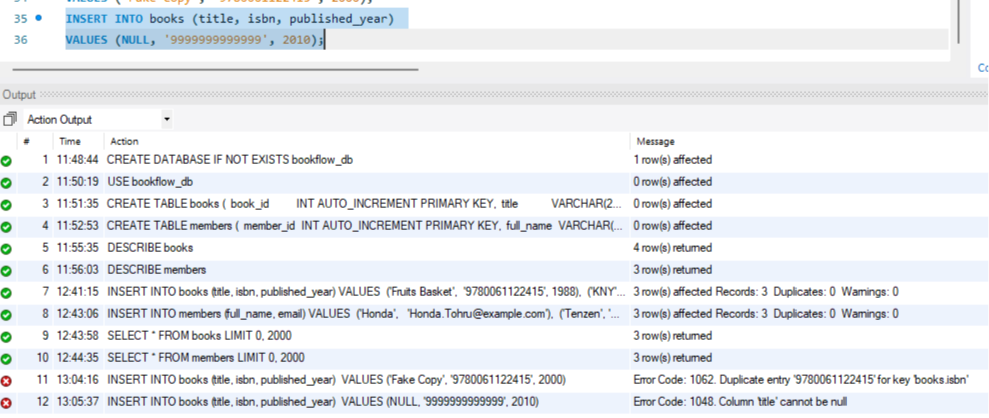 35 INSERT INTO books (title, isbn, published_year)
36 VALUES (NULL, '9999999999999', 2010);
Output
Action Output
# Time Action Message
1 11:48:44 CREATE DATABASE IF NOT EXISTS bookflow_db 1 row(s) affected
2 11:50:19 USE bookflow_db 0 row(s) affected
3 11:51:35 CREATE TABLE books ( book_id INT AUTO_INCREMENT PRIMARY KEY, title VARCHAR(2... 0 row(s) affected
4 11:52:53 CREATE TABLE members ( member_id INT AUTO_INCREMENT PRIMARY KEY, full_name VARCHAR(... 0 row(s) affected
5 11:55:35 DESCRIBE books 4 row(s) returned
6 11:56:03 DESCRIBE members 3 row(s) returned
7 12:41:15 INSERT INTO books (title, isbn, published_year) VALUES ('Fruits Basket', '9780061122415', 1988), ('KNY'... 3 row(s) affected Records: 3 Duplicates: 0 Warnings: 0
8 12:43:06 INSERT INTO members (full_name, email) VALUES ('Honda', 'Honda.Tohru@example.com'), ('Tenzen', '... 3 row(s) affected Records: 3 Duplicates: 0 Warnings: 0
9 12:43:58 SELECT * FROM books LIMIT 0, 2000 3 row(s) returned
10 12:44:35 SELECT * FROM members LIMIT 0, 2000 3 row(s) returned
11 13:04:16 INSERT INTO books (title, isbn, published_year) VALUES ('Fake Copy', '9780061122415', 2000) Error Code: 1062. Duplicate entry '9780061122415' for key 'books.isbn'
12 13:05:37 INSERT INTO books (title, isbn, published_year) VALUES (NULL, '9999999999999', 2010) Error Code: 1048. Column 'title' cannot be null